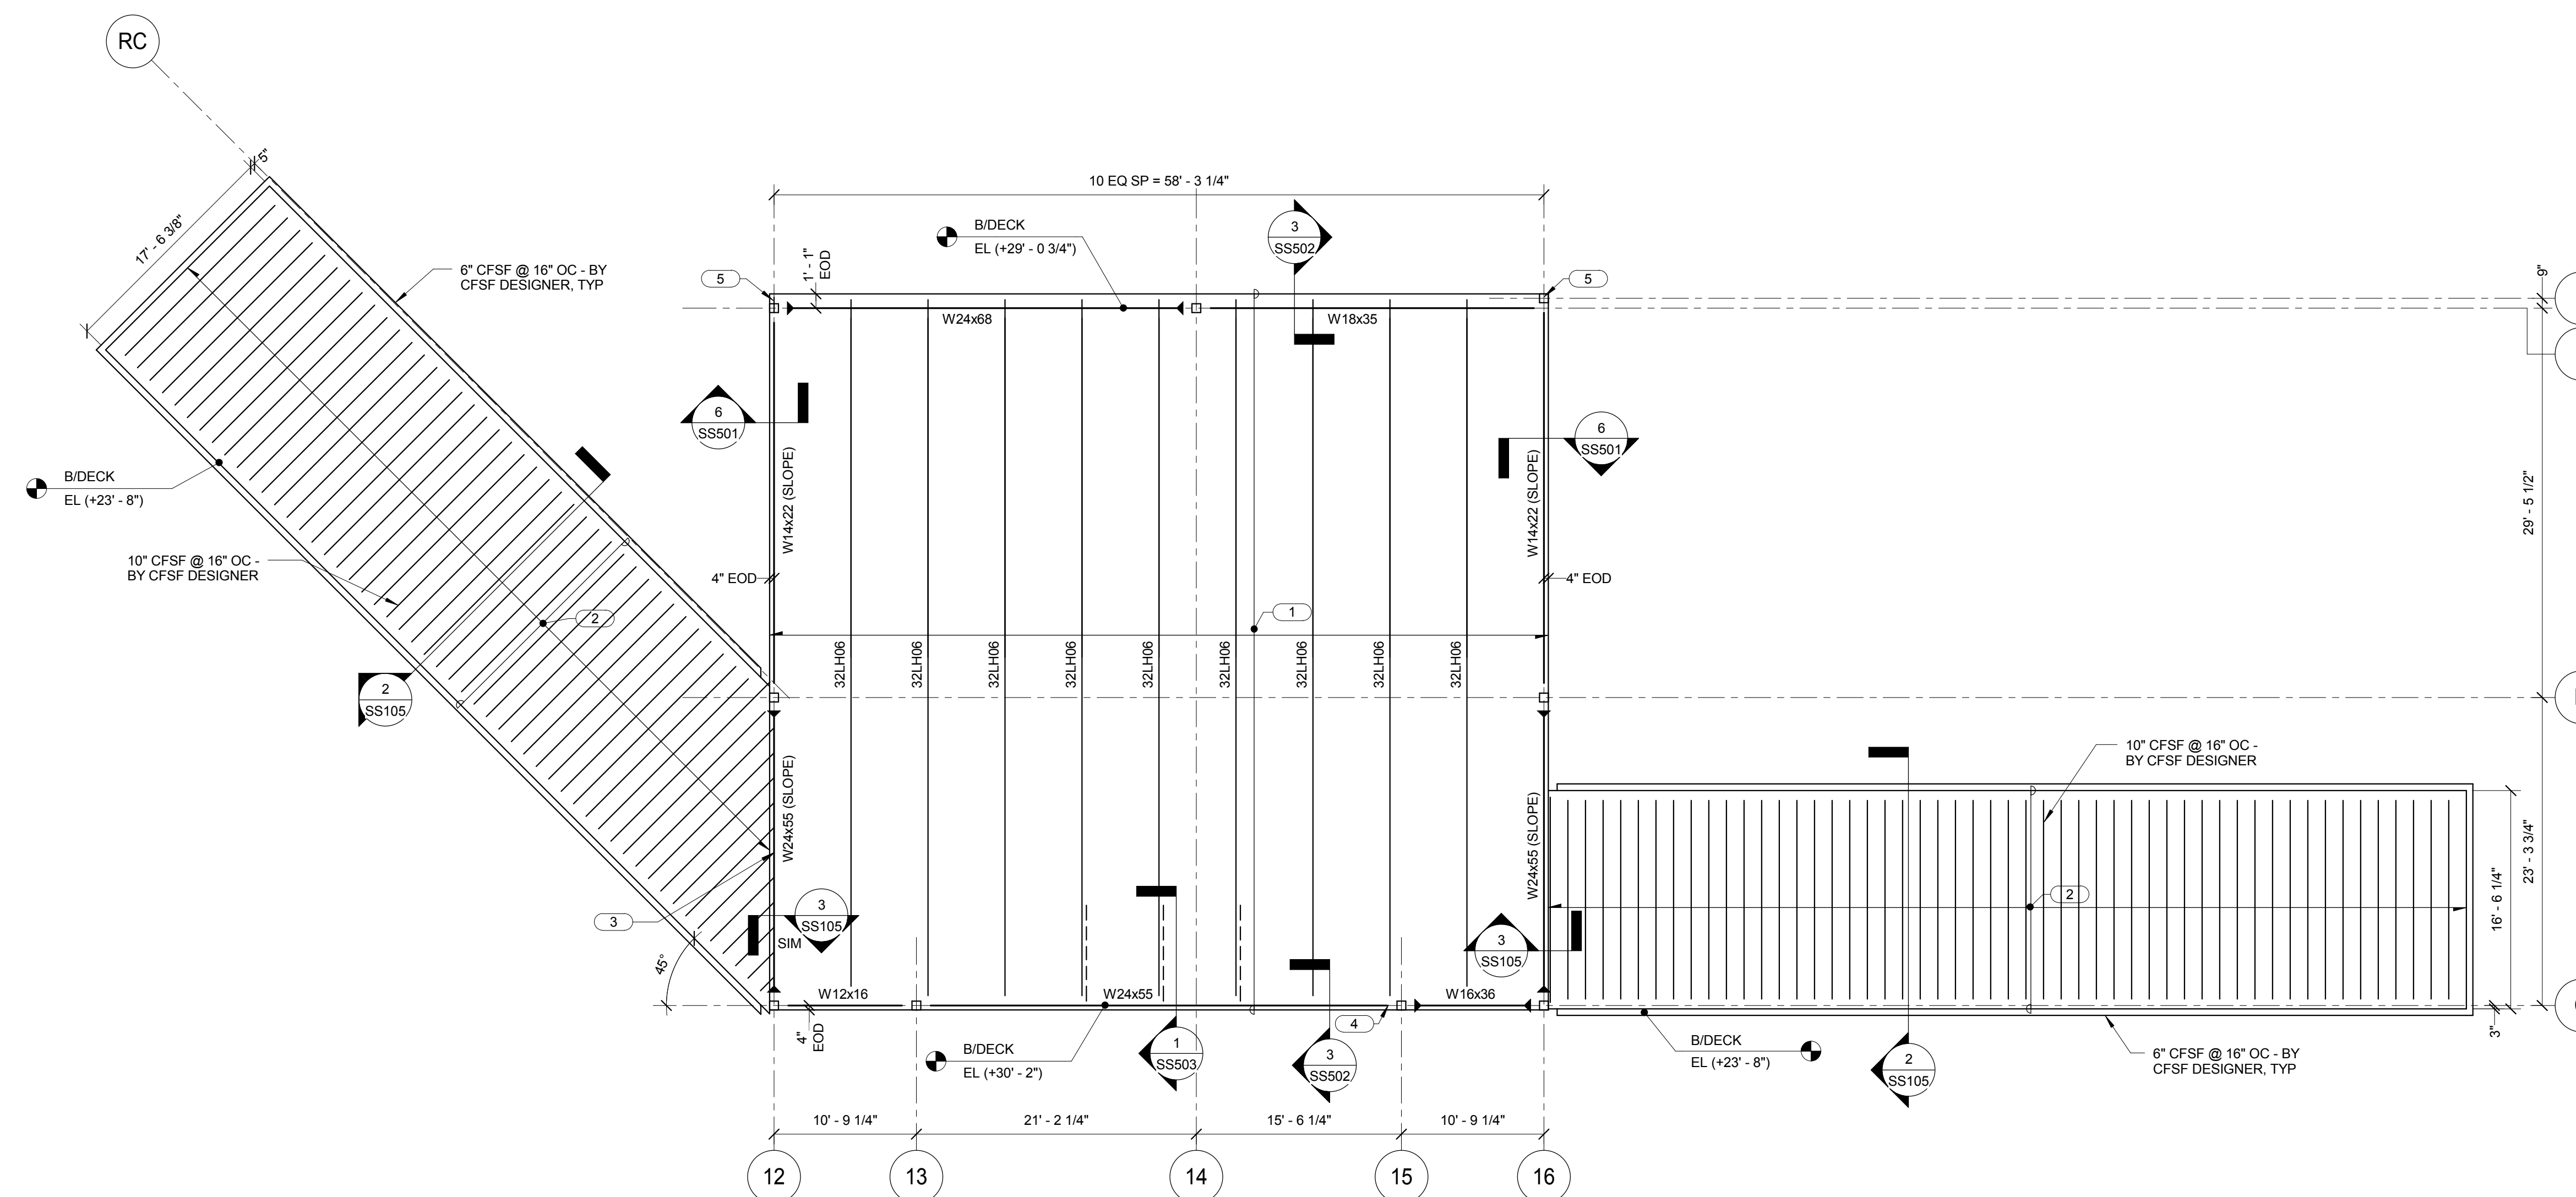 RC
5"
17' - 6 3/8"
6" CFSF @ 16" OC - BY
CFSF DESIGNER, TYP
B/DECK
EL (+23' - 8")
10" CFSF @ 16" OC -
BY CFSF DESIGNER
2
2
SS105
3
45°
10 EQ SP = 58' - 3 1/4"
B/DECK
EL (+29' - 0 3/4")
3
SS502
5
1' - 1"
EOD
5
W24x68
W18x35
6
SS501
6
SS501
W14x22 (SLOPE)
W14x22 (SLOPE)
4" EOD
4" EOD
1
32LH06
32LH06
32LH06
32LH06
32LH06
32LH06
32LH06
32LH06
32LH06
W24x55 (SLOPE)
W24x55 (SLOPE)
3
SS105
SIM
3
SS105
W12x16
W24x55
W16x36
4"
EOD
4
B/DECK
EL (+30' - 2")
1
SS503
3
SS502
10' - 9 1/4"
21' - 2 1/4"
15' - 6 1/4"
10' - 9 1/4"
12
13
14
15
16
9"
29' - 5 1/2"
10" CFSF @ 16" OC -
BY CFSF DESIGNER
2
16' - 6 1/4"
23' - 3 3/4"
3"
B/DECK
EL (+23' - 8")
2
SS105
6" CFSF @ 16" OC - BY
CFSF DESIGNER, TYP